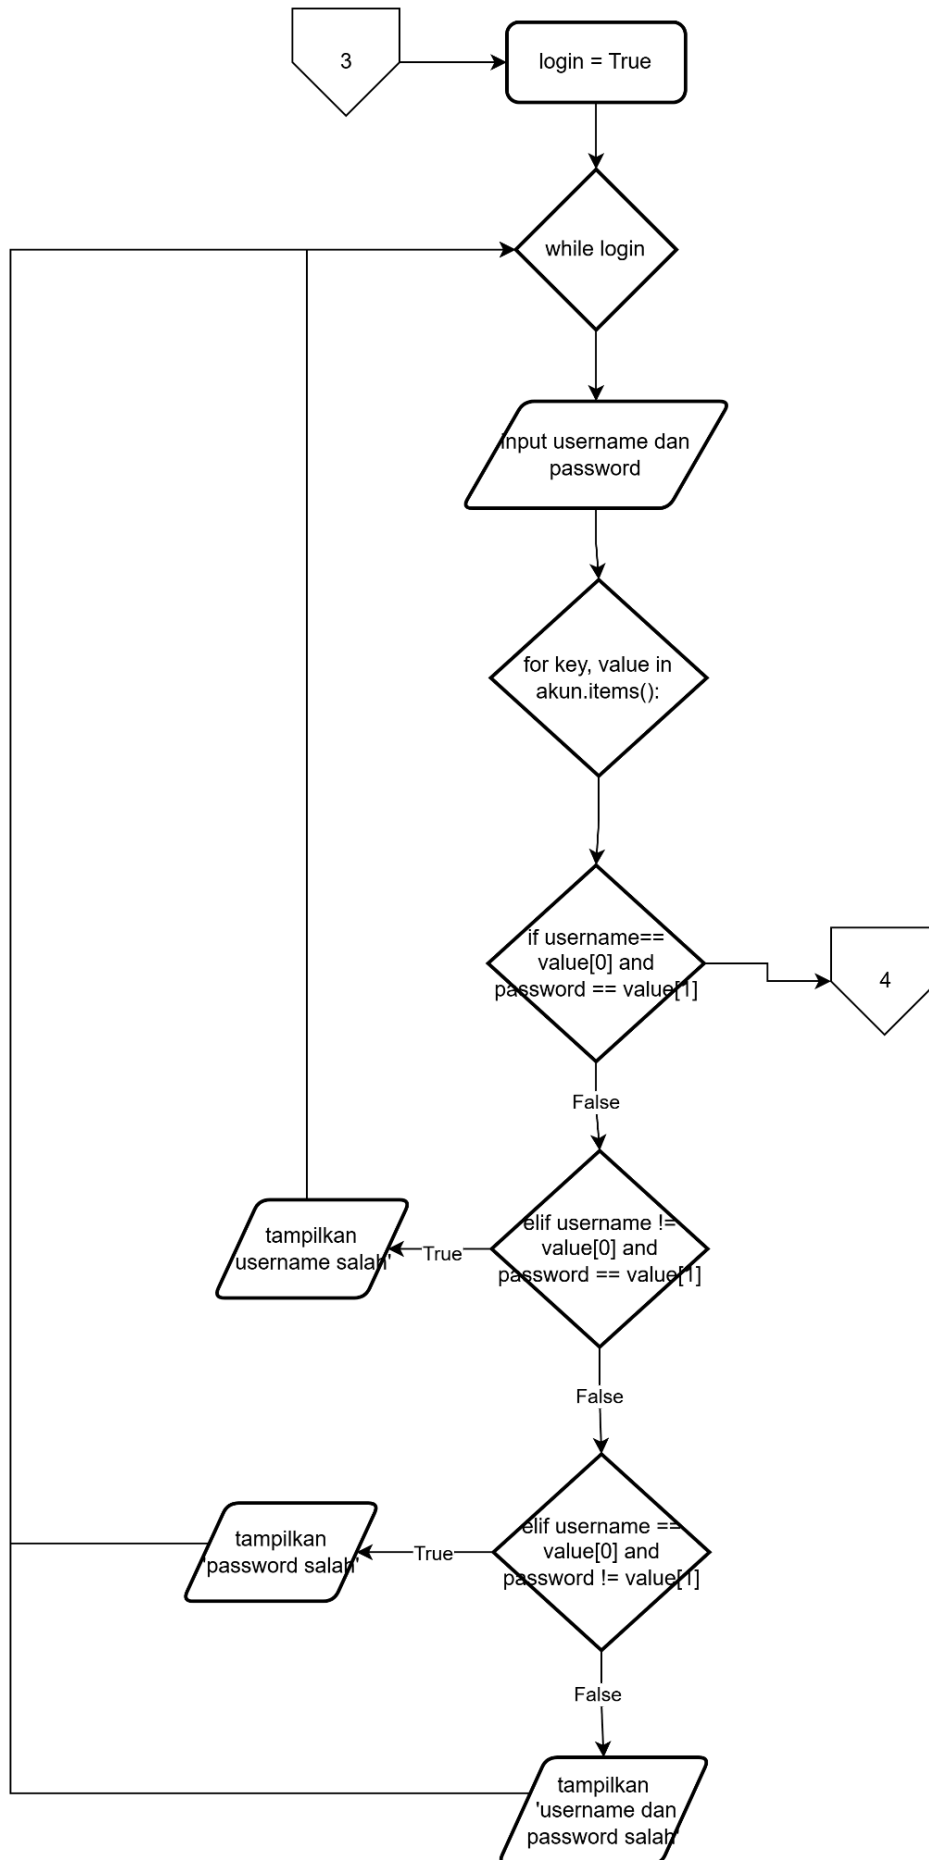 3
login = True
while login
input username dan
password
for key, value in
akun.items():
if username==
value[0] and
password == value[1]
4
False
elif username !=
value[0] and
password == value[1]
True
tampilkan
'username salah'
False
elif username ==
value[0] and
password != value[1]
True
tampilkan
'password salah'
False
tampilkan
'username dan
password salah'